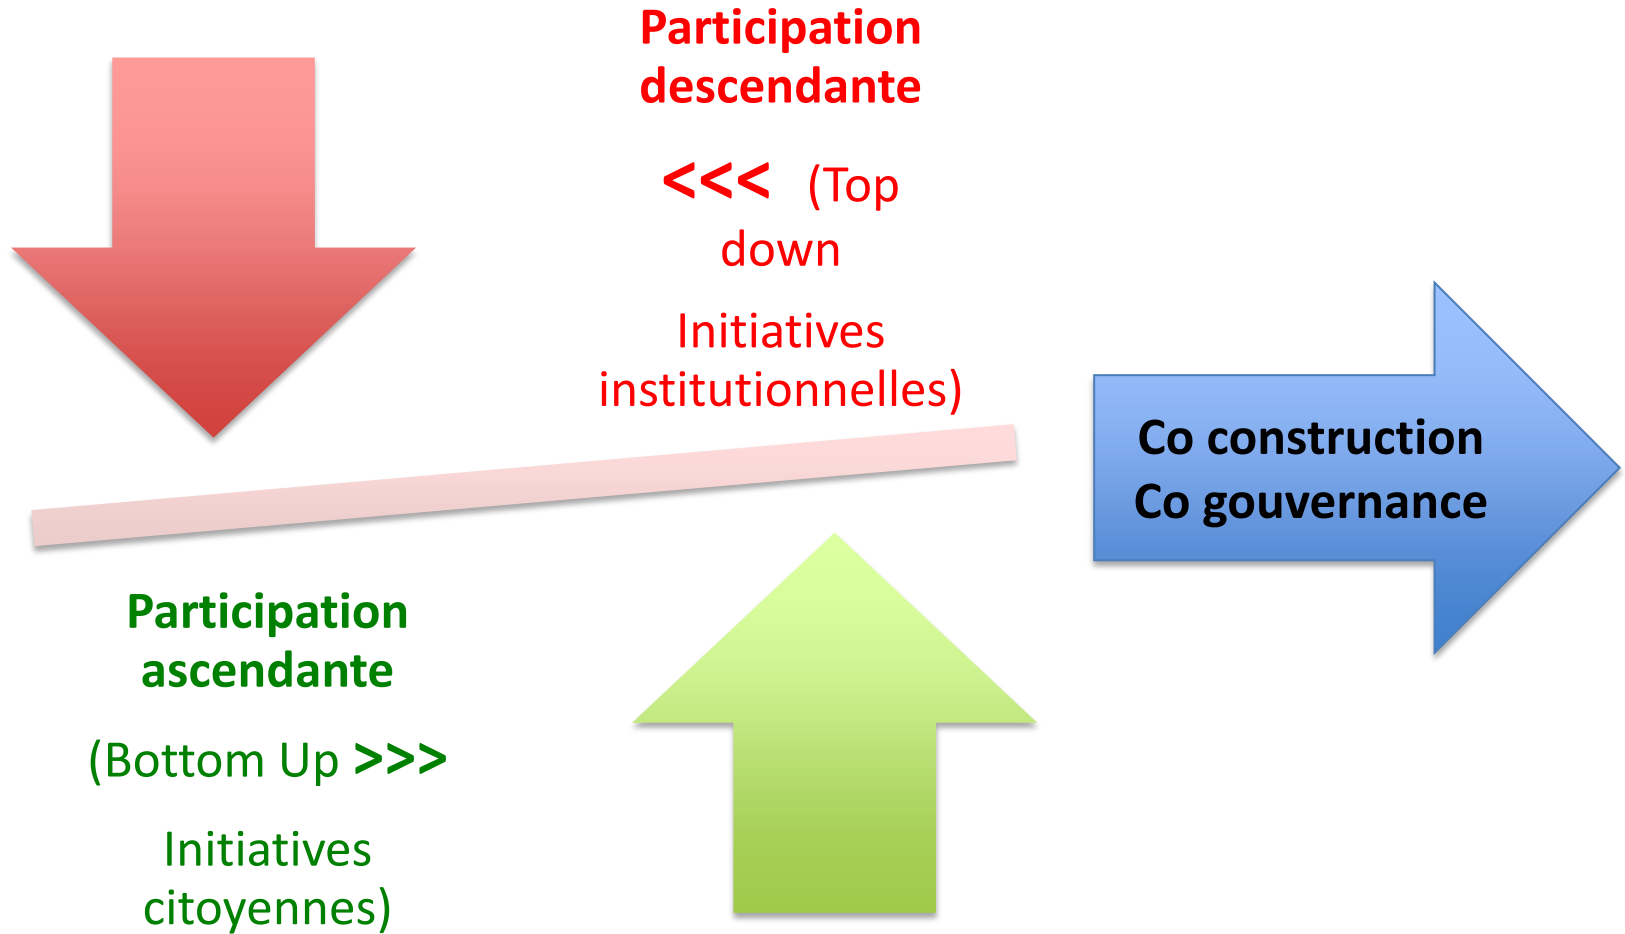 Participation
descendante
<<< (Top
down
Initiatives
institutionnelles)
Co construction
Co gouvernance
Participation
ascendante
(Bottom Up >>>
Initiatives
citoyennes)